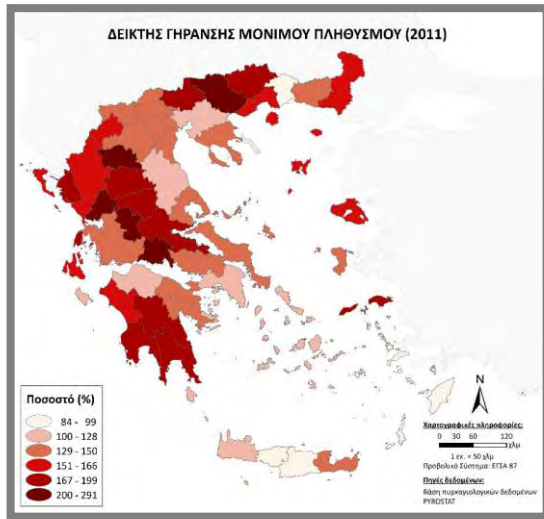 ΔΕΙΚΤΗΣ ΓΗΡΑΝΣΗΣ ΜΟΝΙΜΟΥ ΠΛΗΘΥΣΜΟΥ (2011)
Ποσοστό (%)
84 - 99
100 - 128
129 - 150
151 - 166
167 - 199
200 - 291
N
Χαρτογραφικές πληροφορίες:
0 30 60 120
χλμ
1 εκ. = 50 χλμ
Προβολικό Σύστημα: ΕΓΣΑ 87
Πηγές δεδομένων:
Βάση πυρκαγιολογικών δεδομένων
PYROSTAT